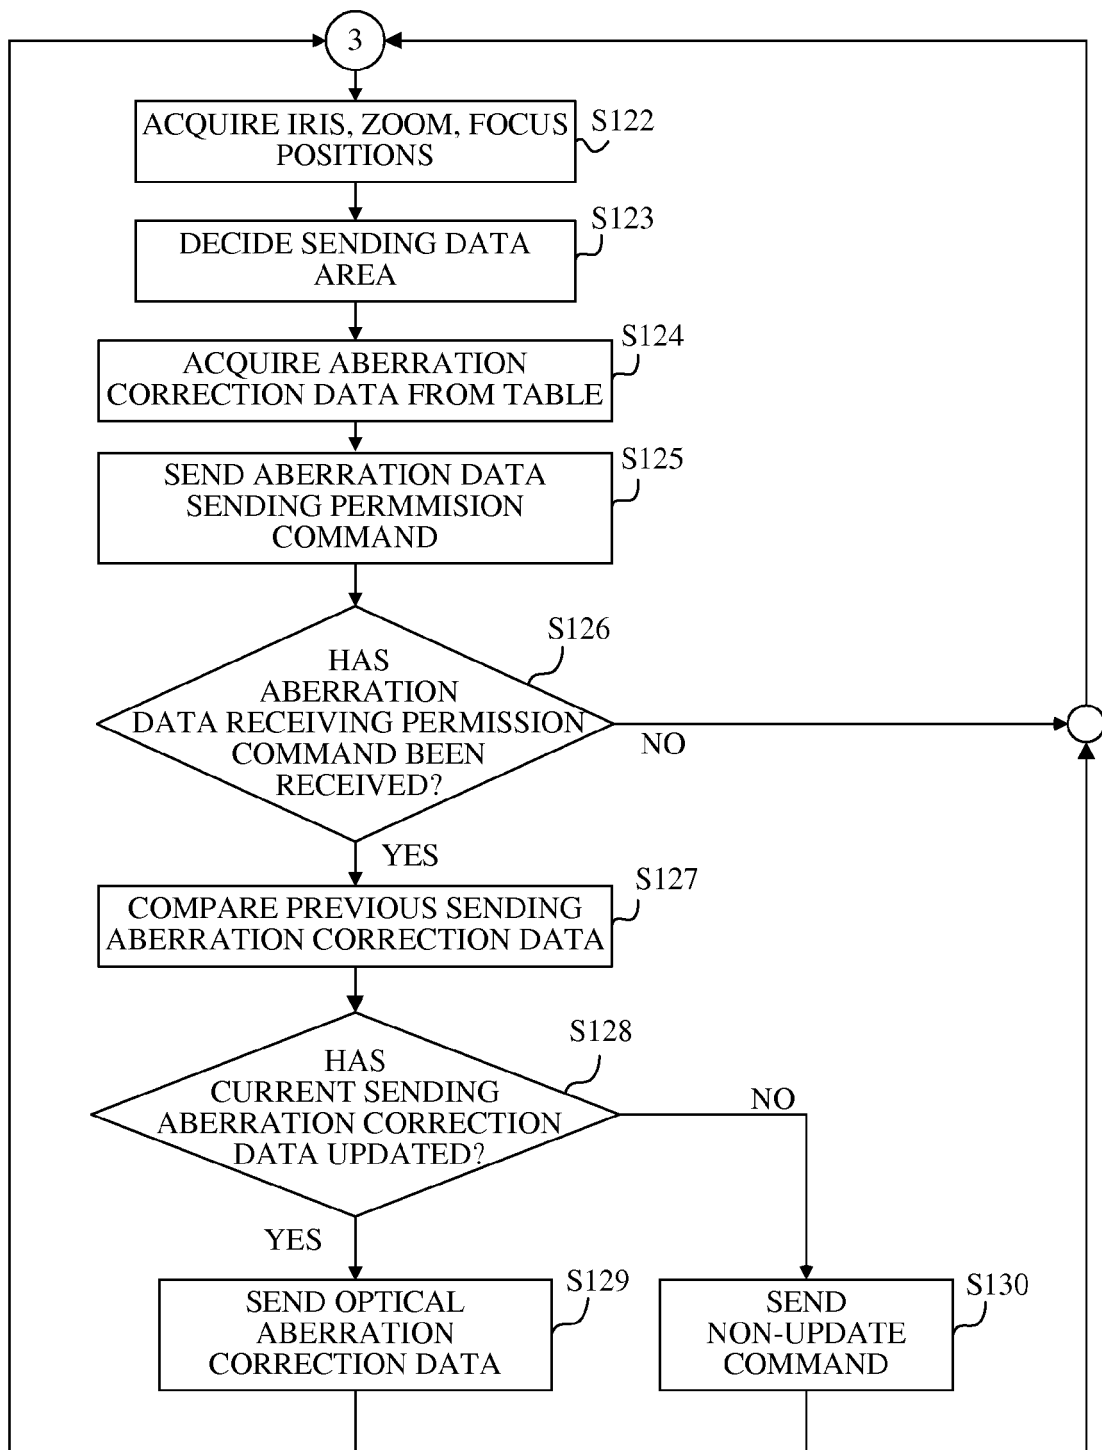 3
ACQUIRE IRIS, ZOOM, FOCUS
POSITIONS
S122
DECIDE SENDING DATA
AREA
S123
ACQUIRE ABERRATION
CORRECTION DATA FROM TABLE
S124
SEND ABERRATION DATA
SENDING PERMMISION
COMMAND
S125
HAS
ABERRATION
DATA RECEIVING PERMISSION
COMMAND BEEN
RECEIVED?
S126
NO
YES
COMPARE PREVIOUS SENDING
ABERRATION CORRECTION DATA
S127
HAS
CURRENT SENDING
ABERRATION CORRECTION
DATA UPDATED?
S128
NO
YES
SEND OPTICAL
ABERRATION
CORRECTION DATA
S129
SEND
NON-UPDATE
COMMAND
S130